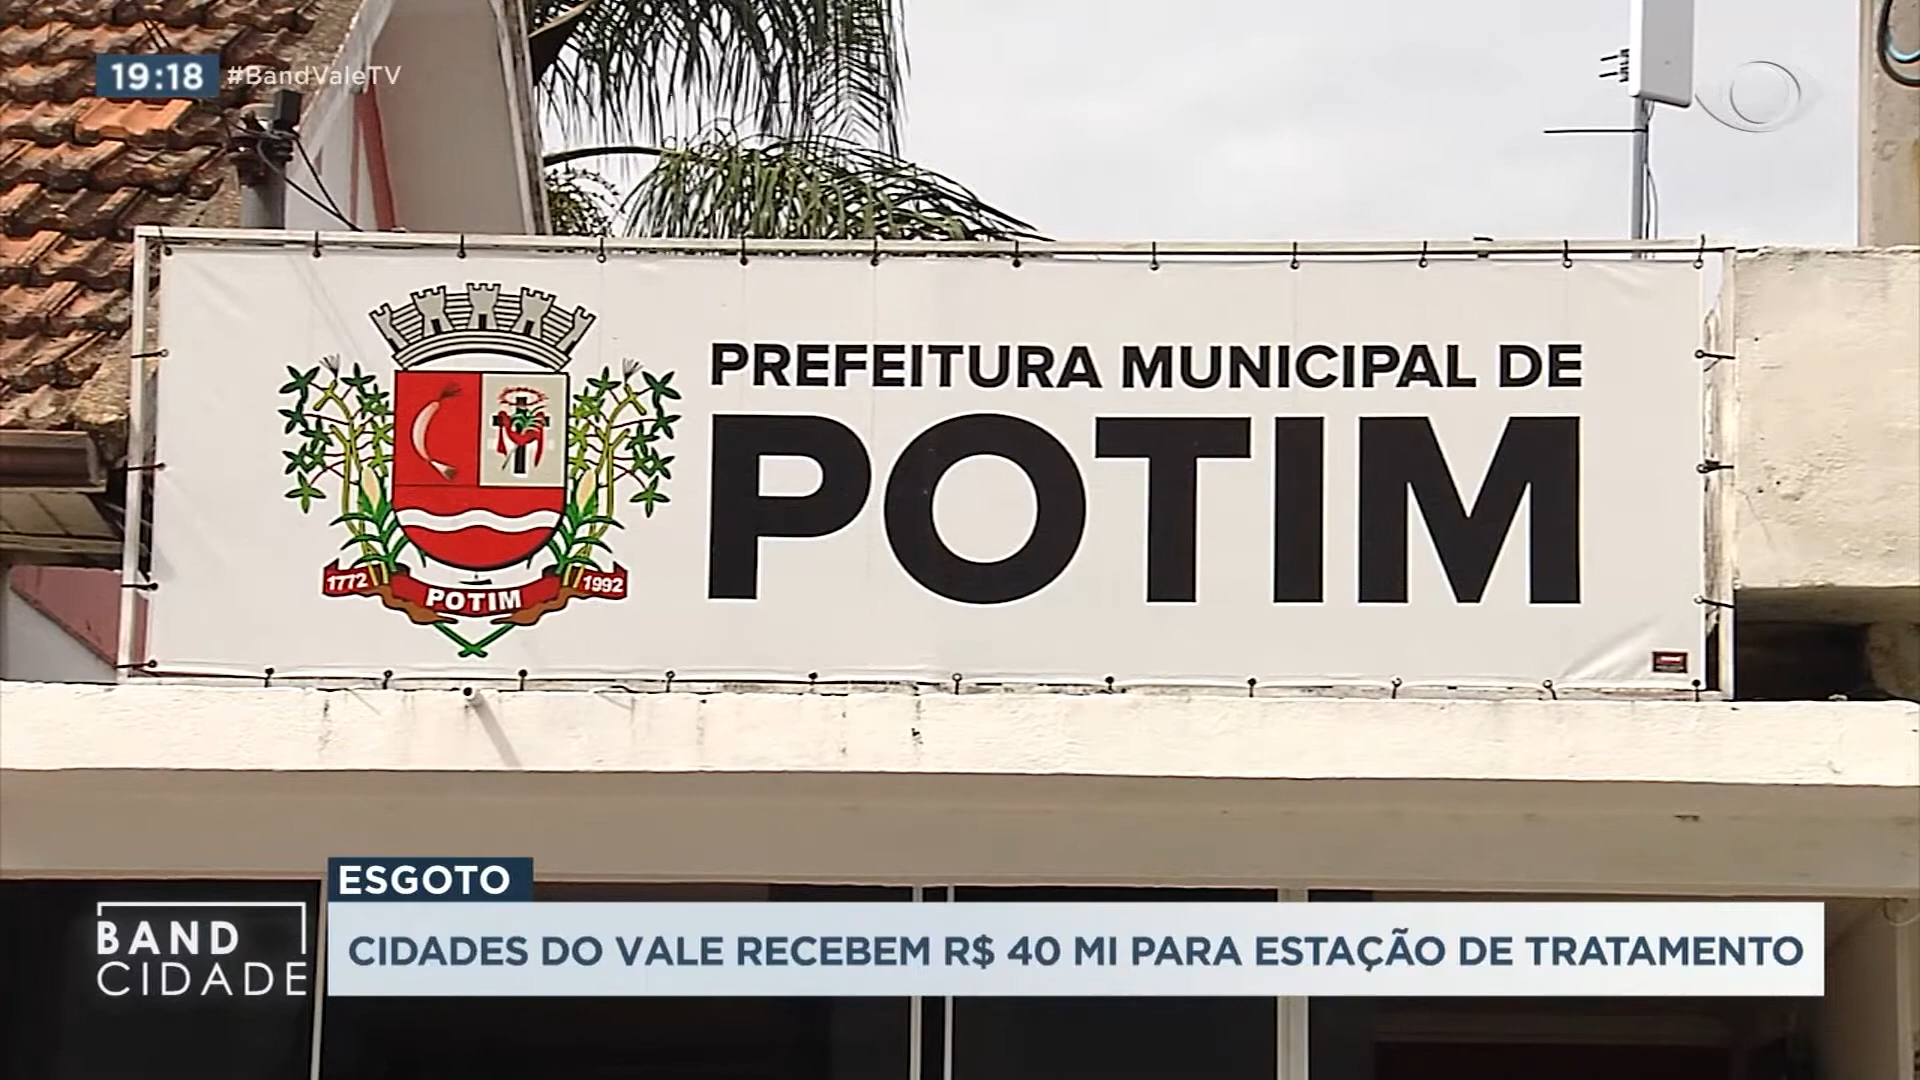 19:18 #BandValeTV
PREFEITURA MUNICIPAL DE
POTIM
1772 POTIM 1992
ESGOTO
BAND
CIDADE
CIDADES DO VALE RECEBEM R$ 40 MI PARA ESTAÇÃO DE TRATAMENTO